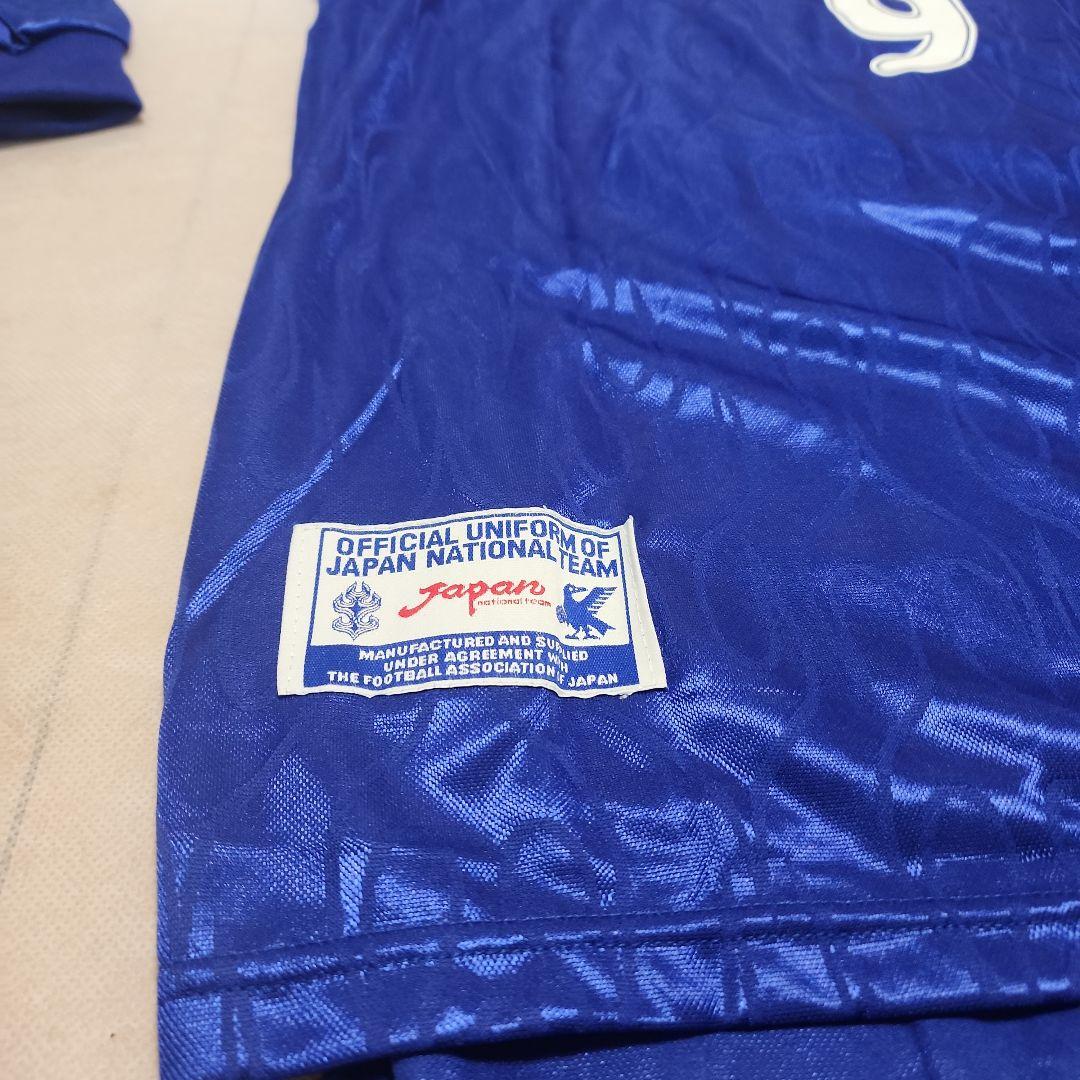 9
OFFICIAL UNIFORM OF
JAPAN NATIONAL TEAM
Japan
national team
MANUFACTURED AND SUPPLIED
UNDER AGREEMENT WITH
THE FOOTBALL ASSOCIATION OF JAPAN